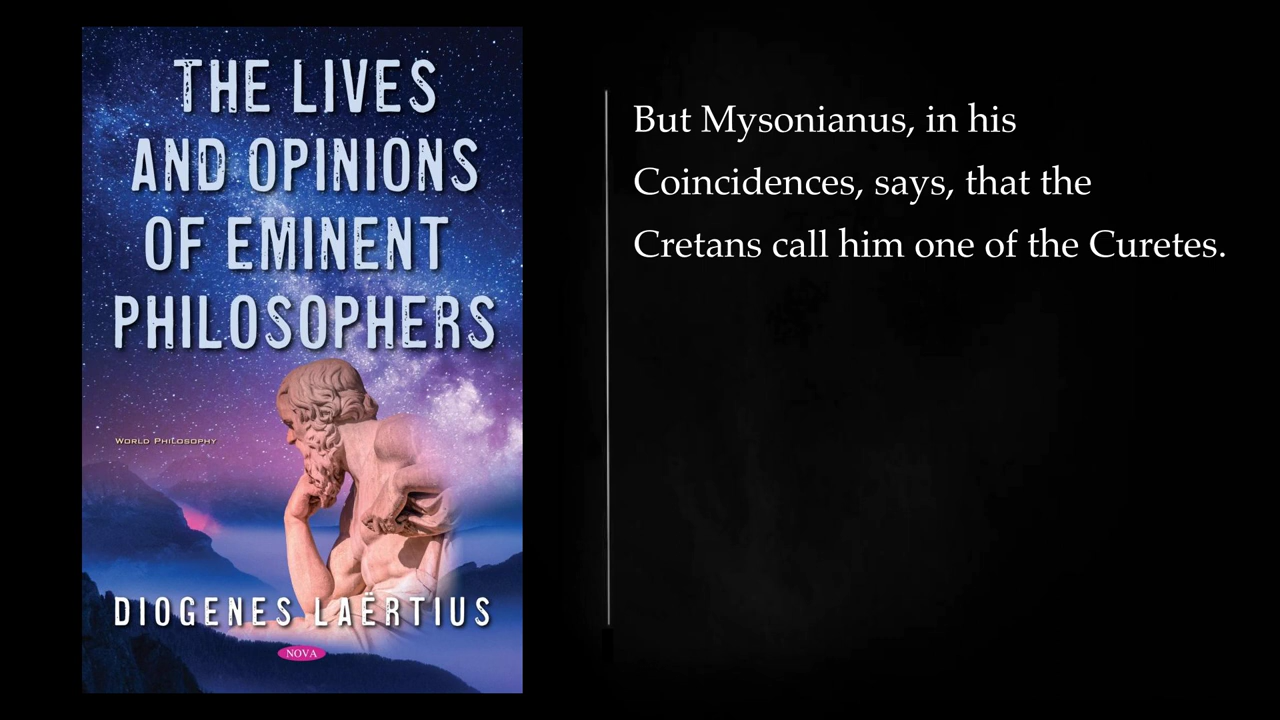 THE LIVES
AND OPINIONS
OF EMINENT
PHILOSOPHERS
WORLD PHILOSOPHY
DIOGENES LAËRTIUS
NOVA
But Mysonianus, in his
Coincidences, says, that the
Cretans call him one of the Curetes.